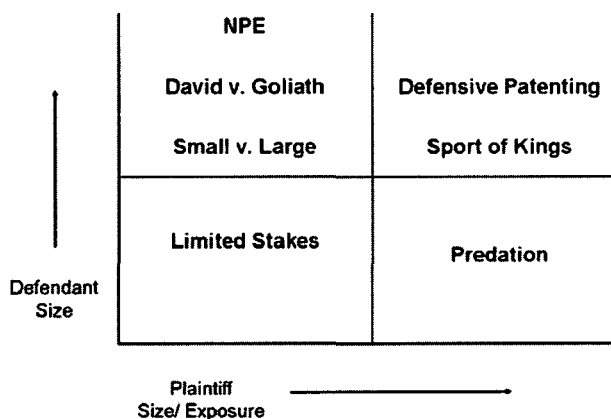 NPE
David v. Goliath
Small v. Large
Defensive Patenting
Sport of Kings
Limited Stakes
Predation
Defendant
Size
Plaintiff
Size/ Exposure